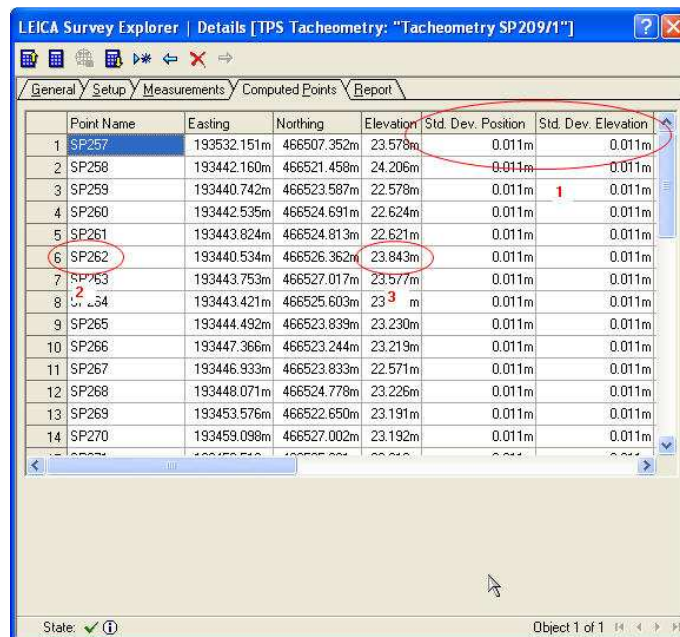 LEICA Survey Explorer | Details [TPS Tacheometry: "Tacheometry SP209/1"]
General Setup Measurements Computed Points Report
Point Name Easting Northing Elevation Std. Dev. Position Std. Dev. Elevation
1 SP257 193532.151m 466507.352m 23.578m 0.011m 0.011m
2 SP258 193442.160m 466521.458m 24.206m 0.011m 0.011m
1
3 SP259 193440.742m 466523.587m 22.578m 0.011m 0.011m
4 SP260 193442.535m 466524.691m 22.624m 0.011m 0.011m
5 SP261 193443.824m 466524.813m 22.621m 0.011m 0.011m
6 SP262 193440.534m 466526.362m 23.843m 0.011m 0.011m
7 SP263 193443.753m 466527.017m 23.577m 0.011m 0.011m
2 3
8 193443.421m 466525.603m 23 m 0.011m 0.011m
9 SP265 193444.492m 466523.839m 23.230m 0.011m 0.011m
10 SP266 193447.366m 466523.244m 23.219m 0.011m 0.011m
11 SP267 193446.933m 466523.833m 22.571m 0.011m 0.011m
12 SP268 193448.071m 466524.778m 23.226m 0.011m 0.011m
13 SP269 193453.576m 466522.650m 23.191m 0.011m 0.011m
14 SP270 193459.098m 466527.002m 23.192m 0.011m 0.011m
State: Object 1 of 1